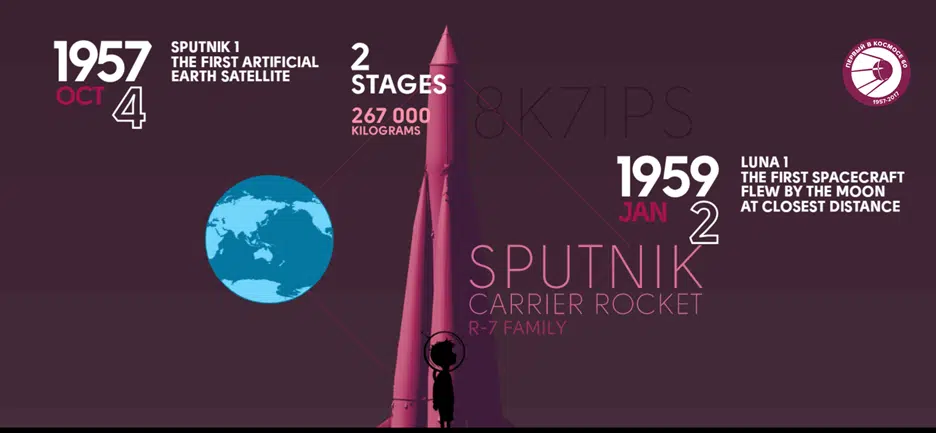 1957
OCT 4
SPUTNIK 1
THE FIRST ARTIFICIAL
EARTH SATELLITE
2
STAGES
267 000
KILOGRAMS
8K71PS
ПЕРВЫЙ В КОСМОСЕ 60
1957-2017
1959
JAN 2
LUNA 1
THE FIRST SPACECRAFT
FLEW BY THE MOON
AT CLOSEST DISTANCE
SPUTNIK
CARRIER ROCKET
R-7 FAMILY